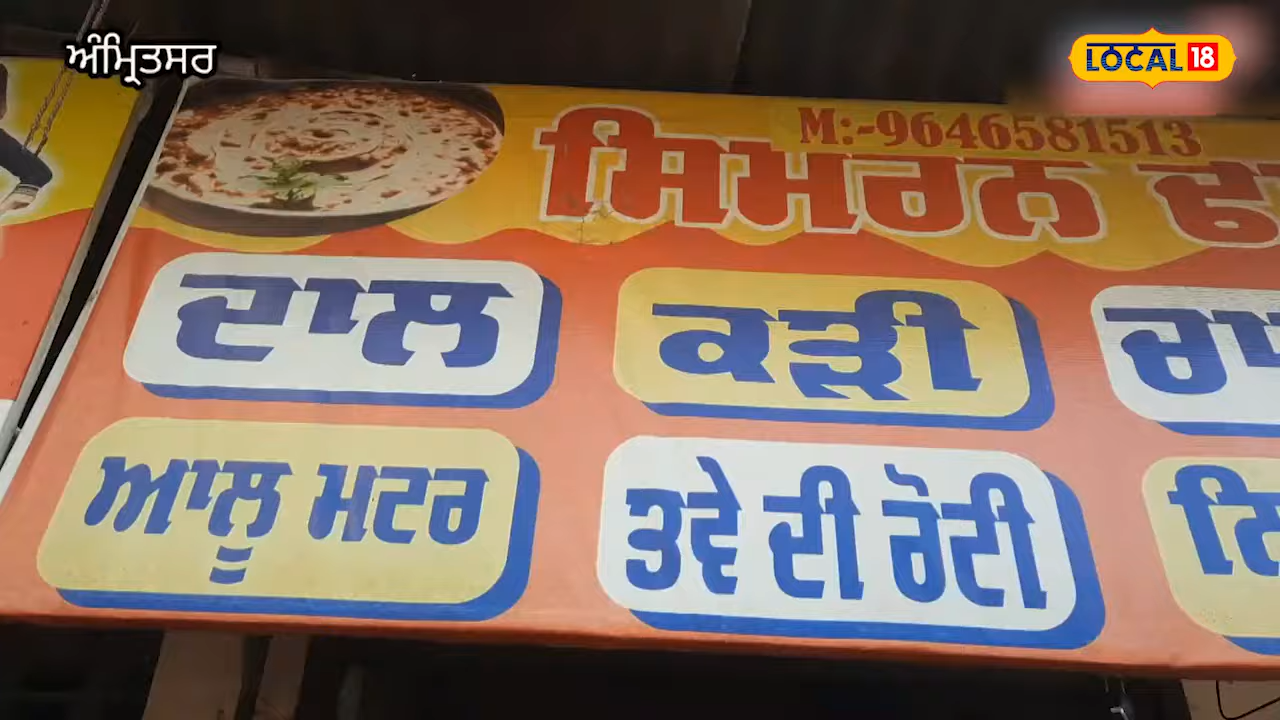 ਅੰਮ੍ਰਿਤਸਰ
LOCAL 18
M:-9646581513
ਸਿਮਰਨ
ਦਾਲ ਕੜੀ
ਆਲੂ ਮਟਰ ਤਵੇ ਦੀ ਰੋਟੀ